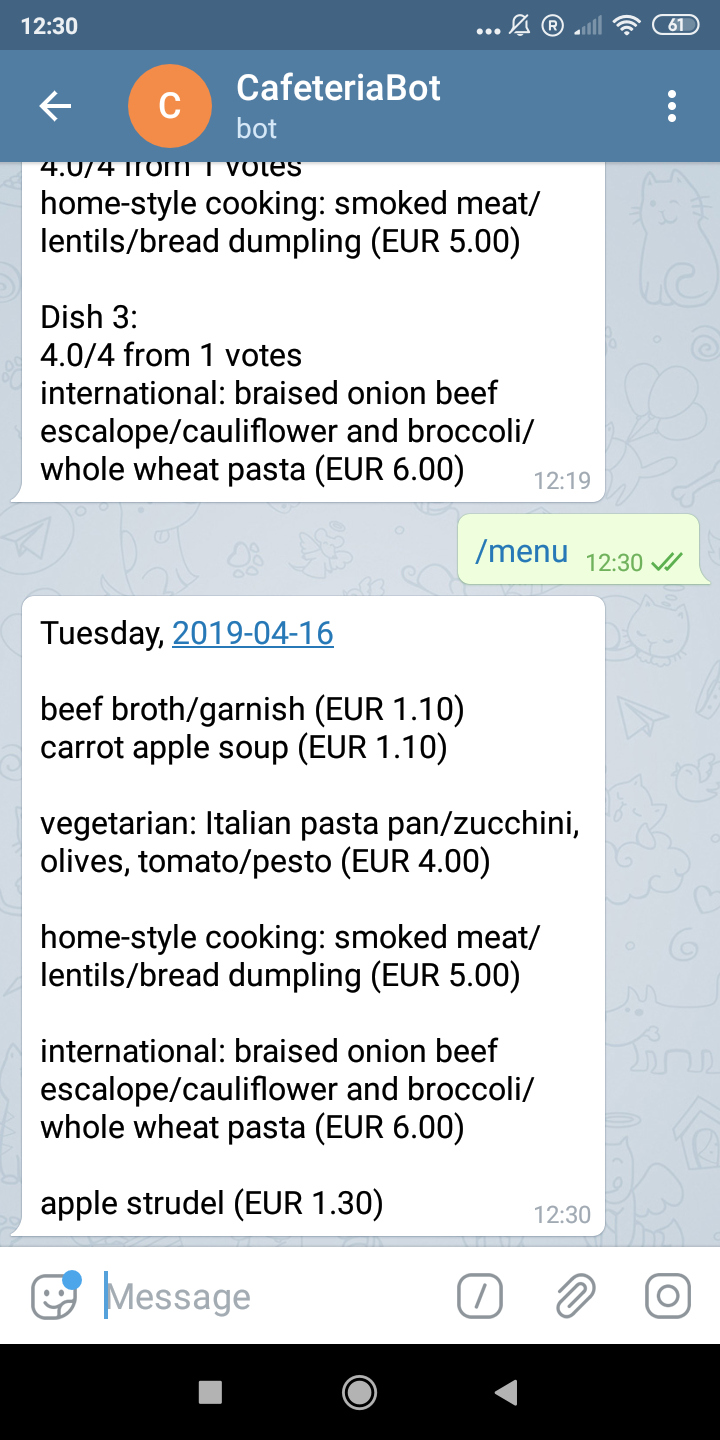 12:30
R
61
C
CafeteriaBot
bot
4.0/4 from 1 votes
home-style cooking: smoked meat/
lentils/bread dumpling (EUR 5.00)
Dish 3:
4.0/4 from 1 votes
international: braised onion beef
escalope/cauliflower and broccoli/
whole wheat pasta (EUR 6.00)
12:19
/menu 12:30
Tuesday, 2019-04-16
beef broth/garnish (EUR 1.10)
carrot apple soup (EUR 1.10)
vegetarian: Italian pasta pan/zucchini,
olives, tomato/pesto (EUR 4.00)
home-style cooking: smoked meat/
lentils/bread dumpling (EUR 5.00)
international: braised onion beef
escalope/cauliflower and broccoli/
whole wheat pasta (EUR 6.00)
apple strudel (EUR 1.30)
12:30
Message
/